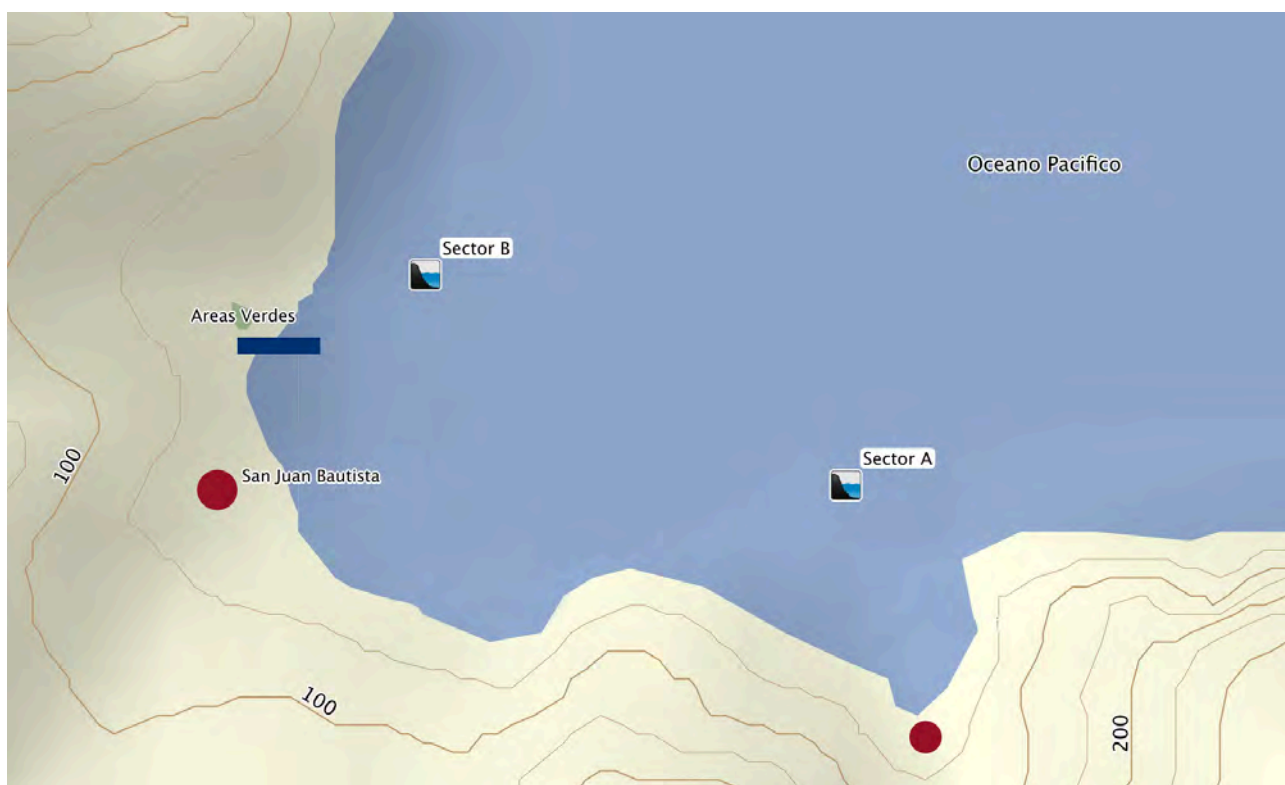 Oceano Pacifico
Sector B
Areas Verdes
Sector A
100
San Juan Bautista
100
200